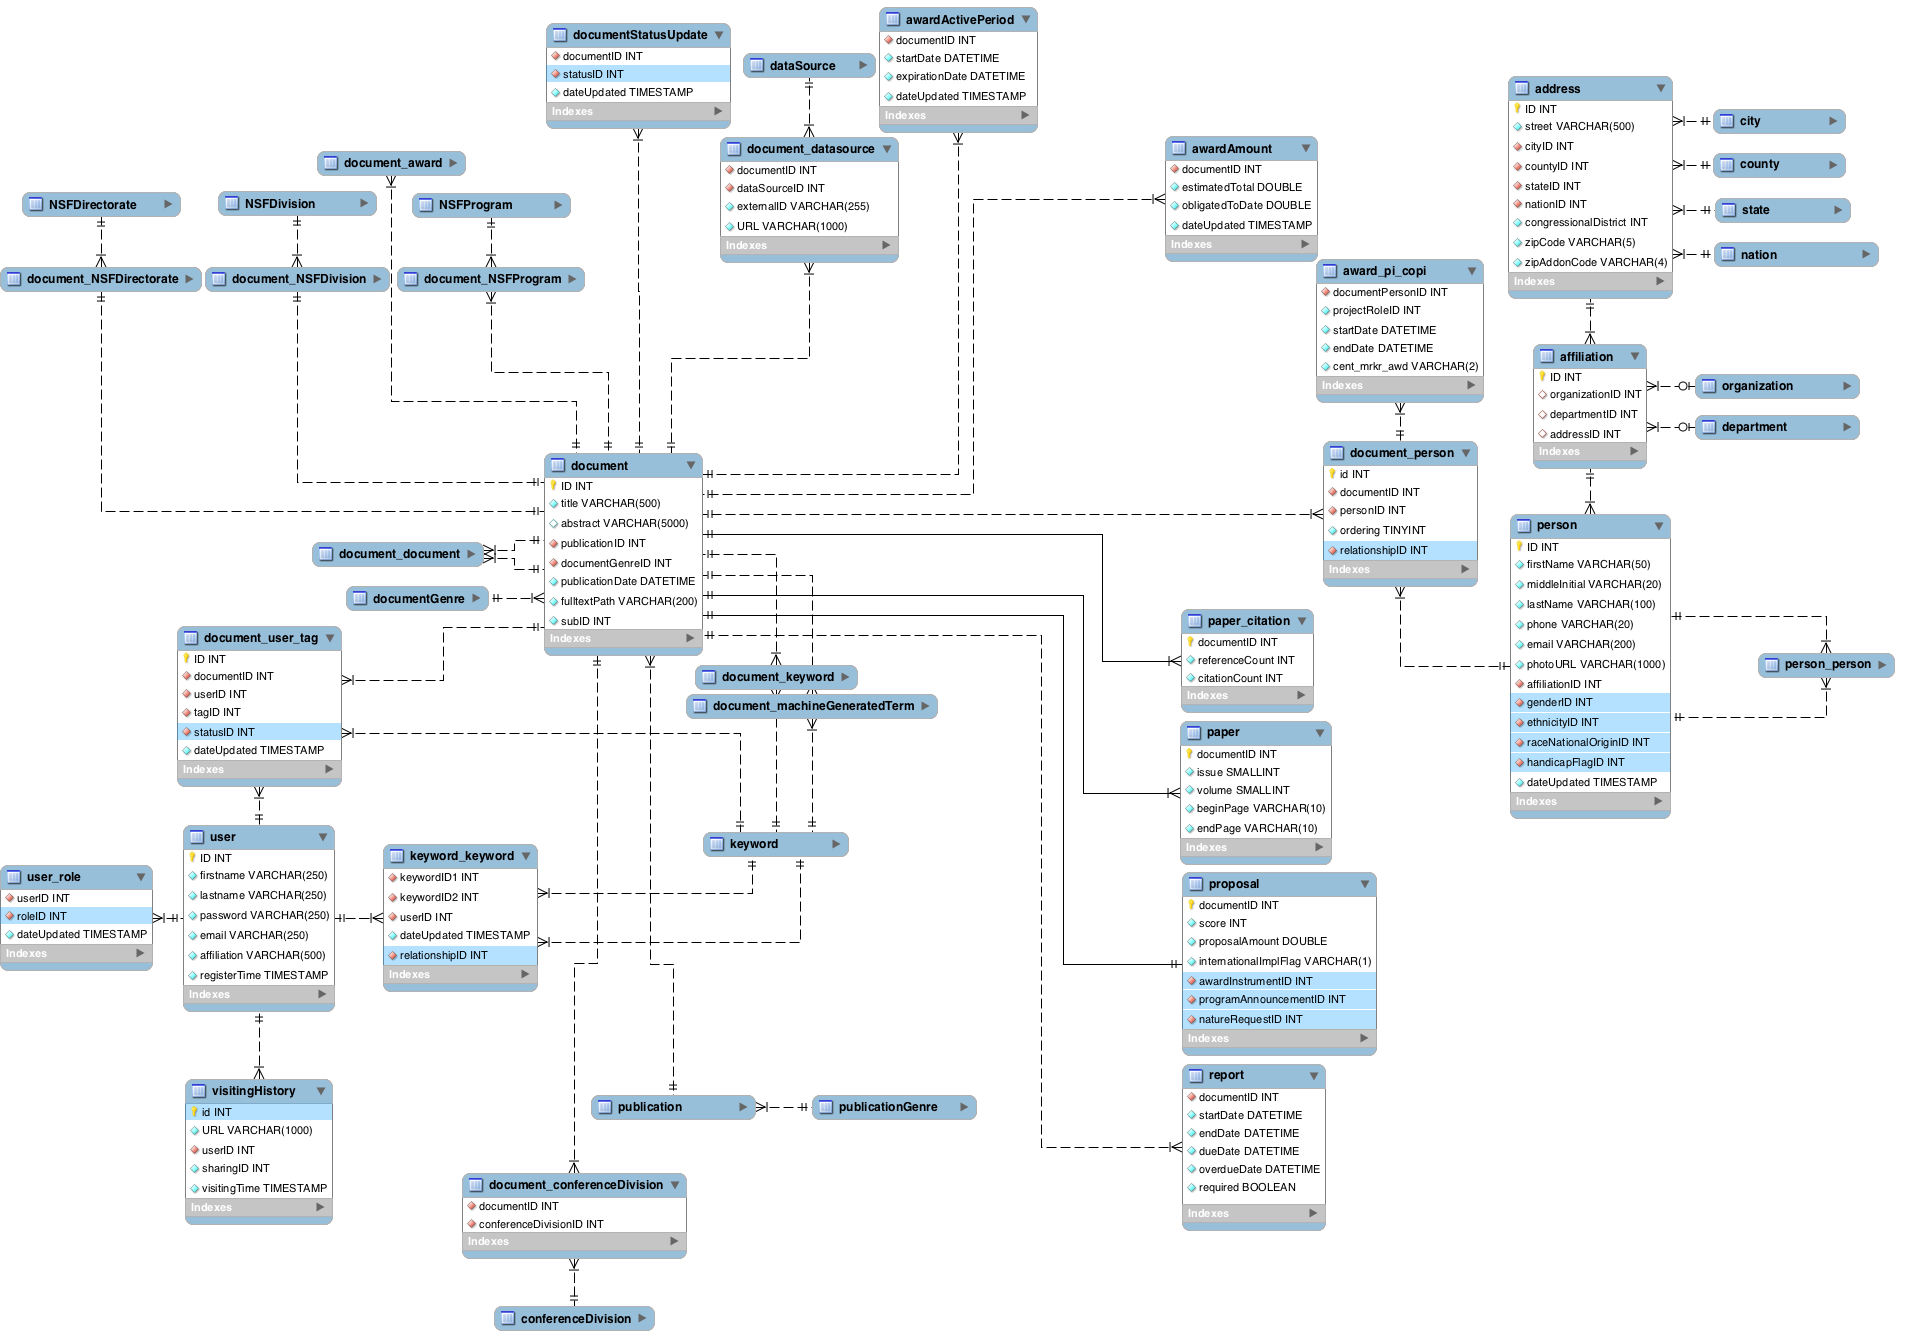 documentStatusUpdate
documentID INT
statusID INT
dateUpdated TIMESTAMP
Indexes
dataSource
awardActivePeriod
documentID INT
startDate DATETIME
expirationDate DATETIME
dateUpdated TIMESTAMP
Indexes
document_award
NSFDirectorate
NSFDivision
NSFProgram
document_NSFDirectorate
document_NSFDivision
document_NSFProgram
document_datasource
documentID INT
dataSourceID INT
externalID VARCHAR(255)
URL VARCHAR(1000)
Indexes
awardAmount
documentID INT
estimatedTotal DOUBLE
obligatedToDate DOUBLE
dateUpdated TIMESTAMP
Indexes
award_pi_copi
documentPersonID INT
projectRoleID INT
startDate DATETIME
endDate DATETIME
cent_mrkr_awd VARCHAR(2)
Indexes
address
ID INT
street VARCHAR(500)
cityID INT
countyID INT
stateID INT
nationID INT
congressionalDistrict INT
zipCode VARCHAR(5)
zipAddonCode VARCHAR(4)
Indexes
city
county
state
nation
affiliation
ID INT
organizationID INT
departmentID INT
addressID INT
Indexes
organization
department
document
ID INT
title VARCHAR(500)
abstract VARCHAR(5000)
publicationID INT
documentGenreID INT
publicationDate DATETIME
fulltextPath VARCHAR(200)
subID INT
Indexes
document_person
id INT
documentID INT
personID INT
ordering TINYINT
relationshipID INT
Indexes
person
ID INT
firstName VARCHAR(50)
middleInitial VARCHAR(20)
lastName VARCHAR(100)
phone VARCHAR(20)
email VARCHAR(200)
photoURL VARCHAR(1000)
affiliationID INT
genderID INT
ethnicityID INT
raceNationalOriginID INT
handicapFlagID INT
dateUpdated TIMESTAMP
Indexes
person_person
document_document
documentGenre
document_user_tag
ID INT
documentID INT
userID INT
tagID INT
statusID INT
dateUpdated TIMESTAMP
Indexes
document_keyword
document_machineGeneratedTerm
paper_citation
documentID INT
referenceCount INT
citationCount INT
Indexes
paper
documentID INT
issue SMALLINT
volume SMALLINT
beginPage VARCHAR(10)
endPage VARCHAR(10)
Indexes
user
ID INT
firstname VARCHAR(250)
lastname VARCHAR(250)
password VARCHAR(250)
email VARCHAR(250)
affiliation VARCHAR(500)
registerTime TIMESTAMP
Indexes
user_role
userID INT
roleID INT
dateUpdated TIMESTAMP
Indexes
keyword_keyword
keywordID1 INT
keywordID2 INT
userID INT
dateUpdated TIMESTAMP
relationshipID INT
Indexes
keyword
proposal
documentID INT
score INT
proposalAmount DOUBLE
internationalImplFlag VARCHAR(1)
awardInstrumentID INT
programAnnouncementID INT
natureRequestID INT
Indexes
visitingHistory
id INT
URL VARCHAR(1000)
userID INT
sharingID INT
visitingTime TIMESTAMP
Indexes
publication
publicationGenre
report
documentID INT
startDate DATETIME
endDate DATETIME
dueDate DATETIME
overdueDate DATETIME
required BOOLEAN
Indexes
document_conferenceDivision
documentID INT
conferenceDivisionID INT
Indexes
conferenceDivision